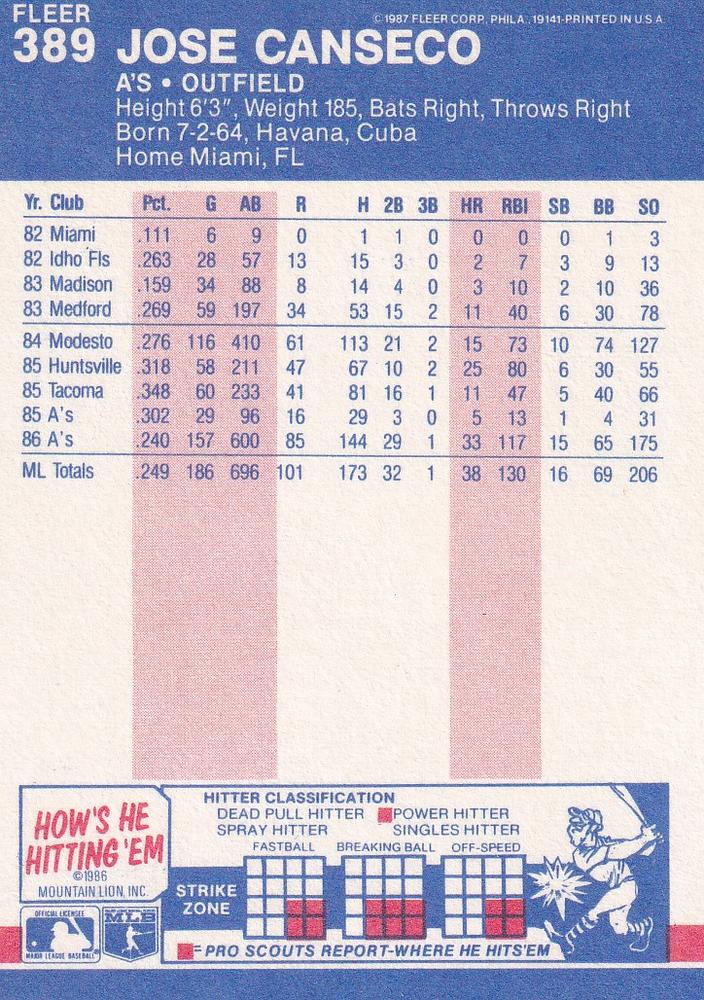 FLEER
© 1987 FLEER CORP. PHILA., 19141-PRINTED IN U.S.A
389 JOSE CANSECO
A'S • OUTFIELD
Height 6'3", Weight 185, Bats Right, Throws Right
Born 7-2-64, Havana, Cuba
Home Miami, FL
Yr. Club Pct. G AB R H 2B 3B HR RBI SB BB SO
82 Miami .111 6 9 0 1 1 0 0 0 0 1 3
82 Idho Fls .263 28 57 13 15 3 0 2 7 3 9 13
83 Madison .159 34 88 8 14 4 0 3 10 2 10 36
83 Medford .269 59 197 34 53 15 2 11 40 6 30 78
84 Modesto .276 116 410 61 113 21 2 15 73 10 74 127
85 Huntsville .318 58 211 47 67 10 2 25 80 6 30 55
85 Tacoma .348 60 233 41 81 16 1 11 47 5 40 66
85 A's .302 29 96 16 29 3 0 5 13 1 4 31
86 A's .240 157 600 85 144 29 1 33 117 15 65 175
ML Totals .249 186 696 101 173 32 1 38 130 16 69 206
HOW'S HE
HITTING 'EM
©1986
MOUNTAIN LION, INC.
OFFICIAL LICENSEE
MAJOR LEAGUE BASEBALL
MLB
HITTER CLASSIFICATION
DEAD PULL HITTER POWER HITTER
SPRAY HITTER SINGLES HITTER
FASTBALL BREAKING BALL OFF-SPEED
STRIKE
ZONE
= PRO SCOUTS REPORT-WHERE HE HITS 'EM